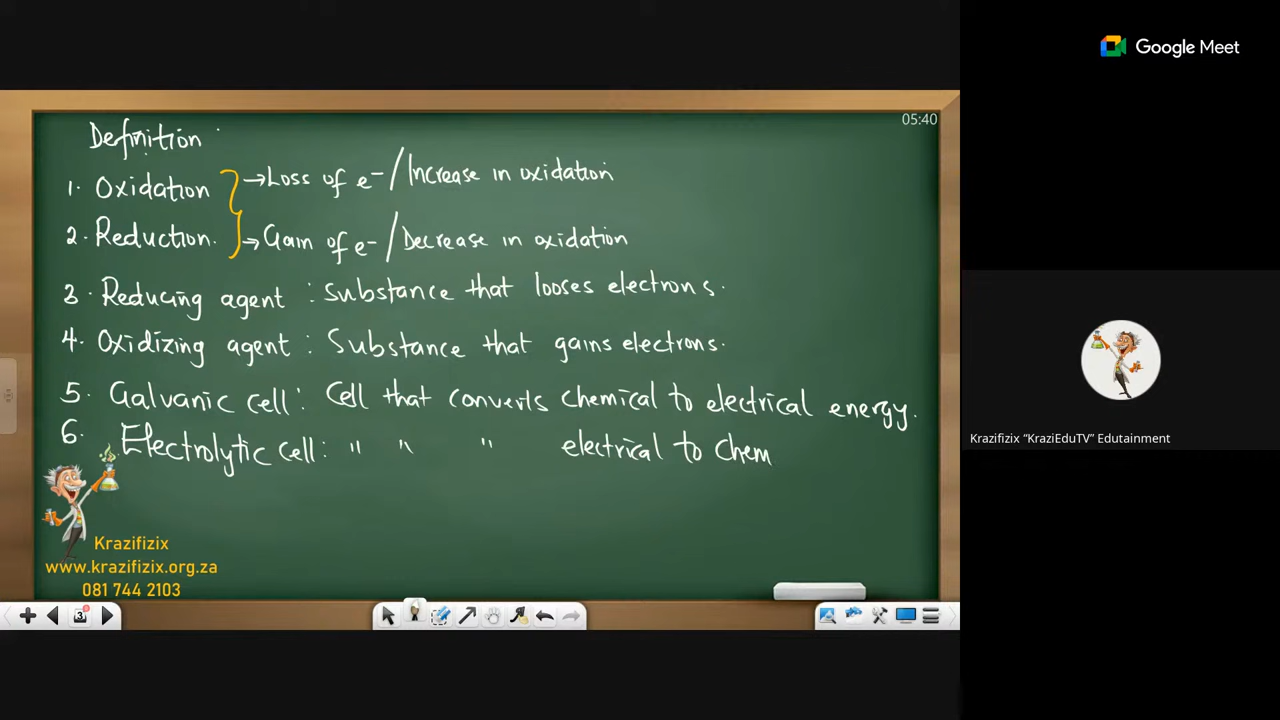 Google Meet
05:40
Definition
1. Oxidation →Loss of e- / Increase in oxidation
2. Reduction. →Gain of e- / Decrease in oxidation
3. Reducing agent : Substance that looses electrons.
4. Oxidizing agent : Substance that gains electrons.
5. Galvanic cell: Cell that converts chemical to electrical energy.
6. Electrolytic cell: " " " electrical to Chem
Krazifizix
www.krazifizix.org.za
081 744 2103
3
Krazifizix “KraziEduTV” Edutainment